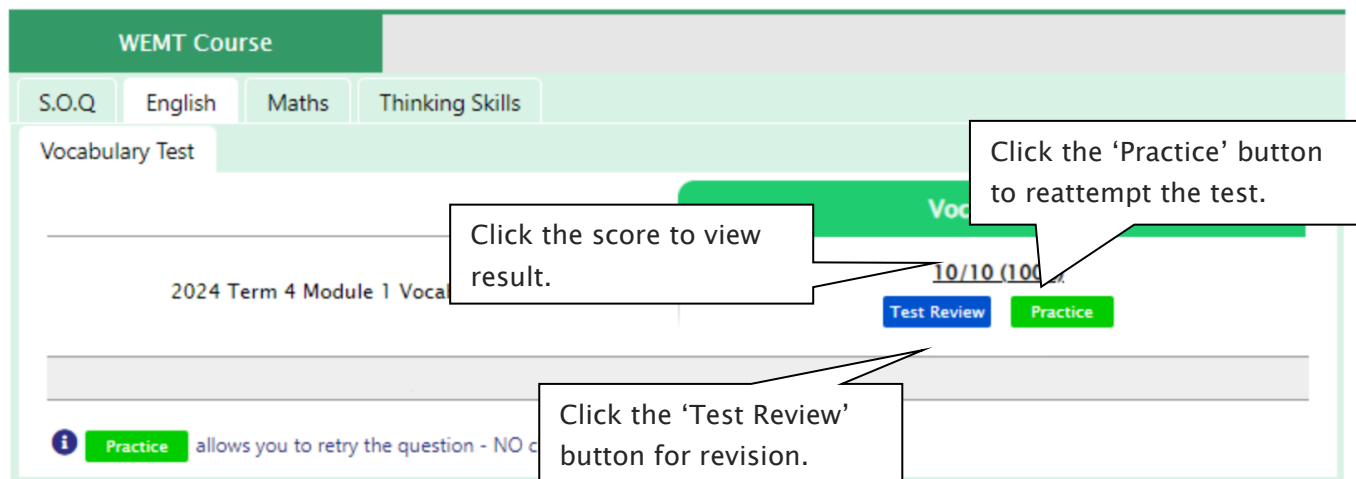 WEMT Course
S.O.Q English Maths Thinking Skills
Vocabulary Test
Click the ‘Practice’ button
to reattempt the test.
Click the score to view
result.
2024 Term 4 Module 1
10/10
Test Review Practice
Click the ‘Test Review’
button for revision.
Practice allows you to retry the question - NO